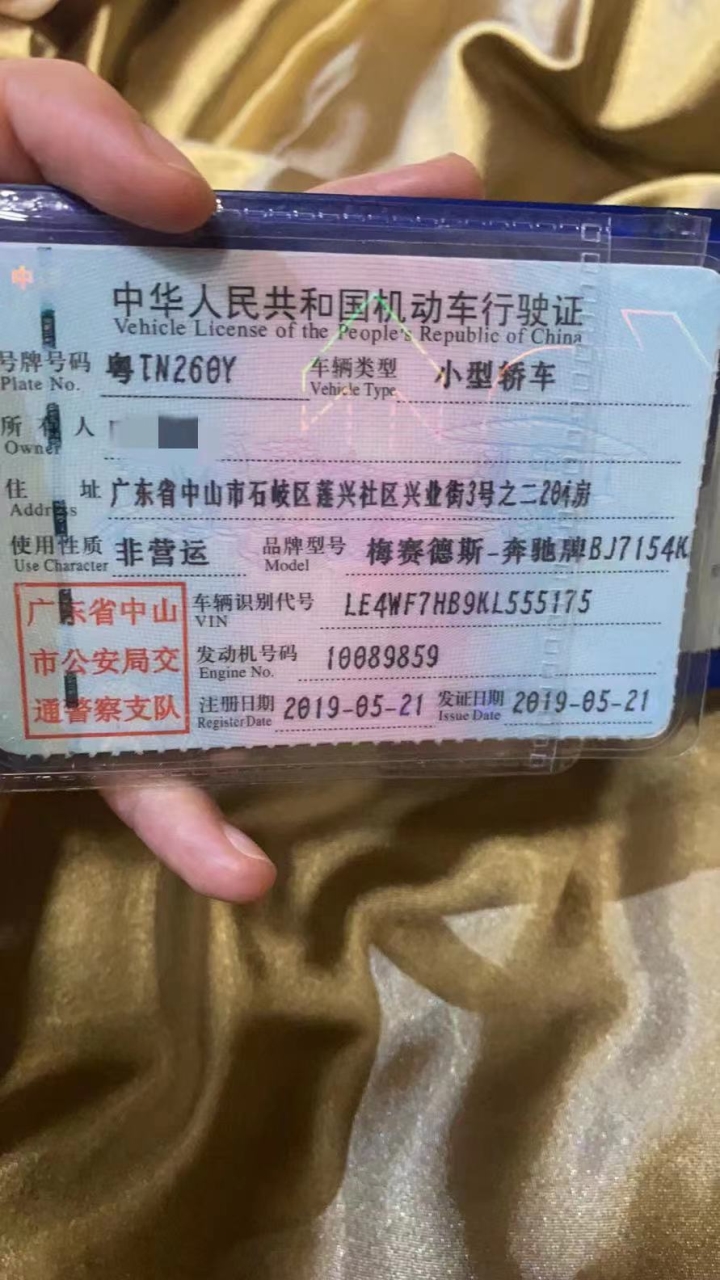 中华人民共和国机动车行驶证
Vehicle License of the People's Republic of China
号牌号码 粤TN260Y 车辆类型 小型轿车
Plate No. Vehicle Type
所有人
Owner
住址 广东省中山市石岐区莲兴社区兴业街3号之二204房
Address
使用性质 非营运 品牌型号 梅赛德斯-奔驰牌BJ7154K
Use Character Model
广东省中山
市公安局交
通警察支队
车辆识别代号 LE4WF7HB9KL555175
VIN
发动机号码 10089859
Engine No.
注册日期 2019-05-21 发证日期 2019-05-21
Register Date Issue Date